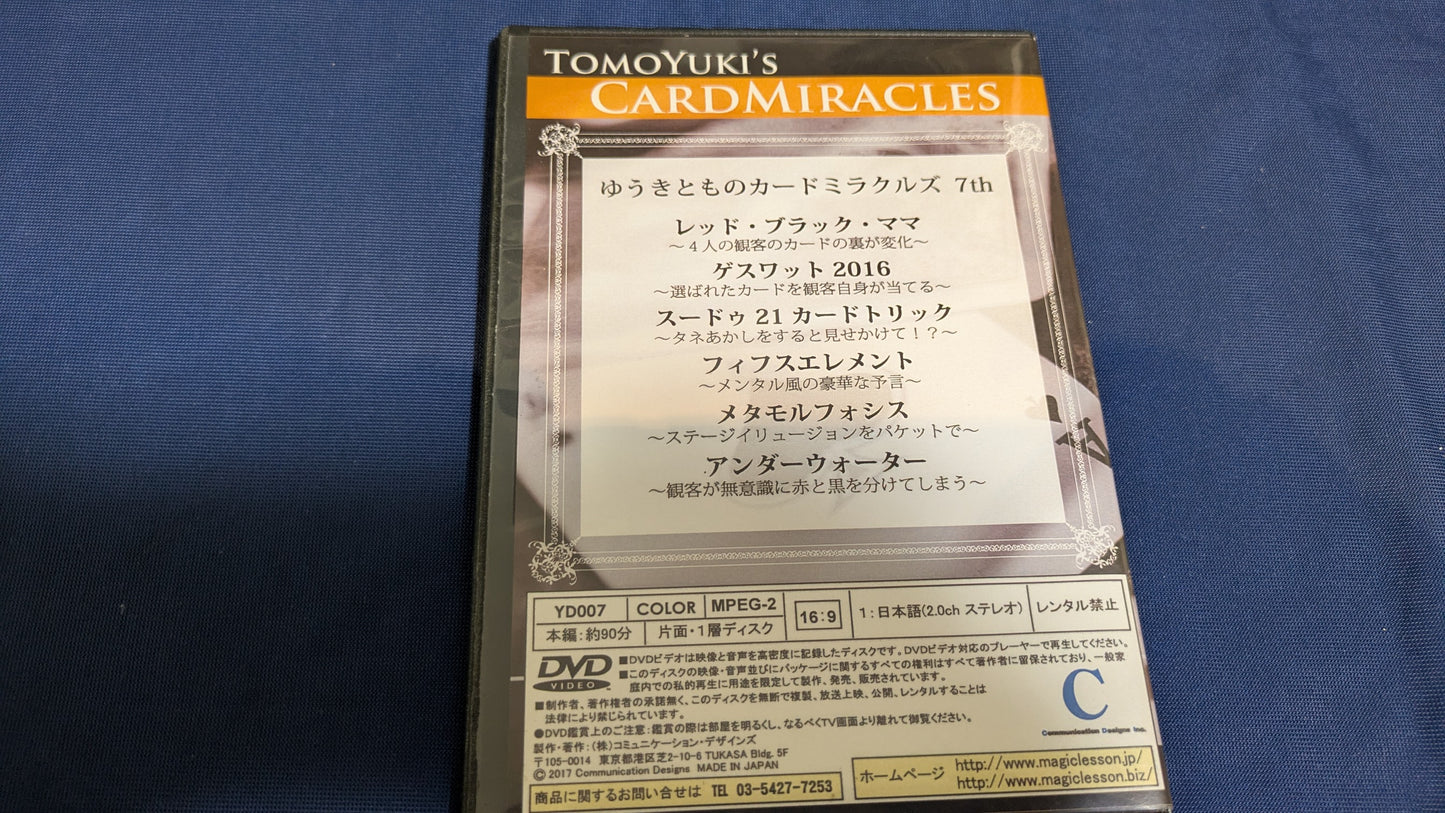 TOMOYUKI'S
CARDMIRACLES
ゆうきとものカードミラクルズ 7th
レッド・ブラック・ママ
～４人の観客のカードの裏が変化～
ゲスワット 2016
～選ばれたカードを観客自身が当てる～
スードゥ 21 カードトリック
～タネあかしをすると見せかけて！？～
フィフスエレメント
～メンタル風の豪華な予言～
メタモルフォシス
～ステージイリュージョンをパケットで～
アンダーウォーター
～観客が無意識に赤と黒を分けてしまう～
YD007 COLOR MPEG-2 16:9 1：日本語(2.0ch ステレオ) レンタル禁止
本編：約90分 片面・1層ディスク
DVD VIDEO
■DVDビデオは映像と音声を高密度に記録したディスクです。DVDビデオ対応のプレーヤーで再生してください。
■このディスクの映像・音声並びにパッケージに関するすべての権利はすべて著作者に留保されており、一般家
庭内での私的再生に用途を限定して製作、発売、販売されています。
■制作者、著作権者の承諾無く、このディスクを無断で複製、放送上映、公開、レンタルすることは
法律により禁じられています。
●DVD鑑賞上のご注意：鑑賞の際は部屋を明るくし、なるべくTV画面より離れて御覧ください。
製作・著作：（株）コミュニケーション・デザインズ
〒105-0014 東京都港区芝2-10-6 TUKASA Bldg. 5F
© 2017 Communication Designs MADE IN JAPAN
C
Communication Designs Inc.
商品に関するお問い合せは TEL 03-5427-7253
ホームページ http://www.magiclesson.jp/
http://www.magiclesson.biz/